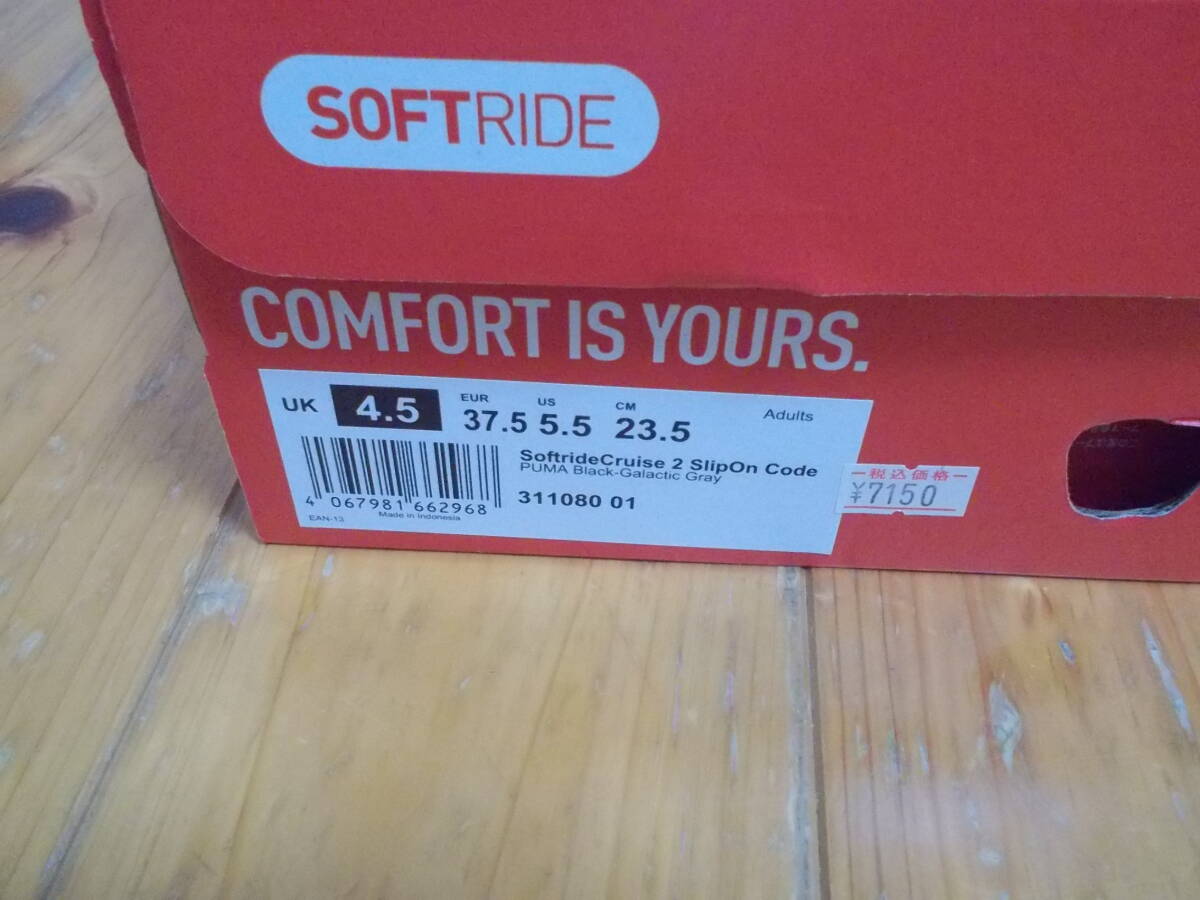 SOFTRIDE
COMFORT IS YOURS.
UK 4.5 EUR 37.5 US 5.5 CM 23.5 Adults
SoftrideCruise 2 SlipOn Code
PUMA Black-Galactic Gray
311080 01
4 067981 662968
EAN-13 Made in Indonesia
税込価格
¥7150